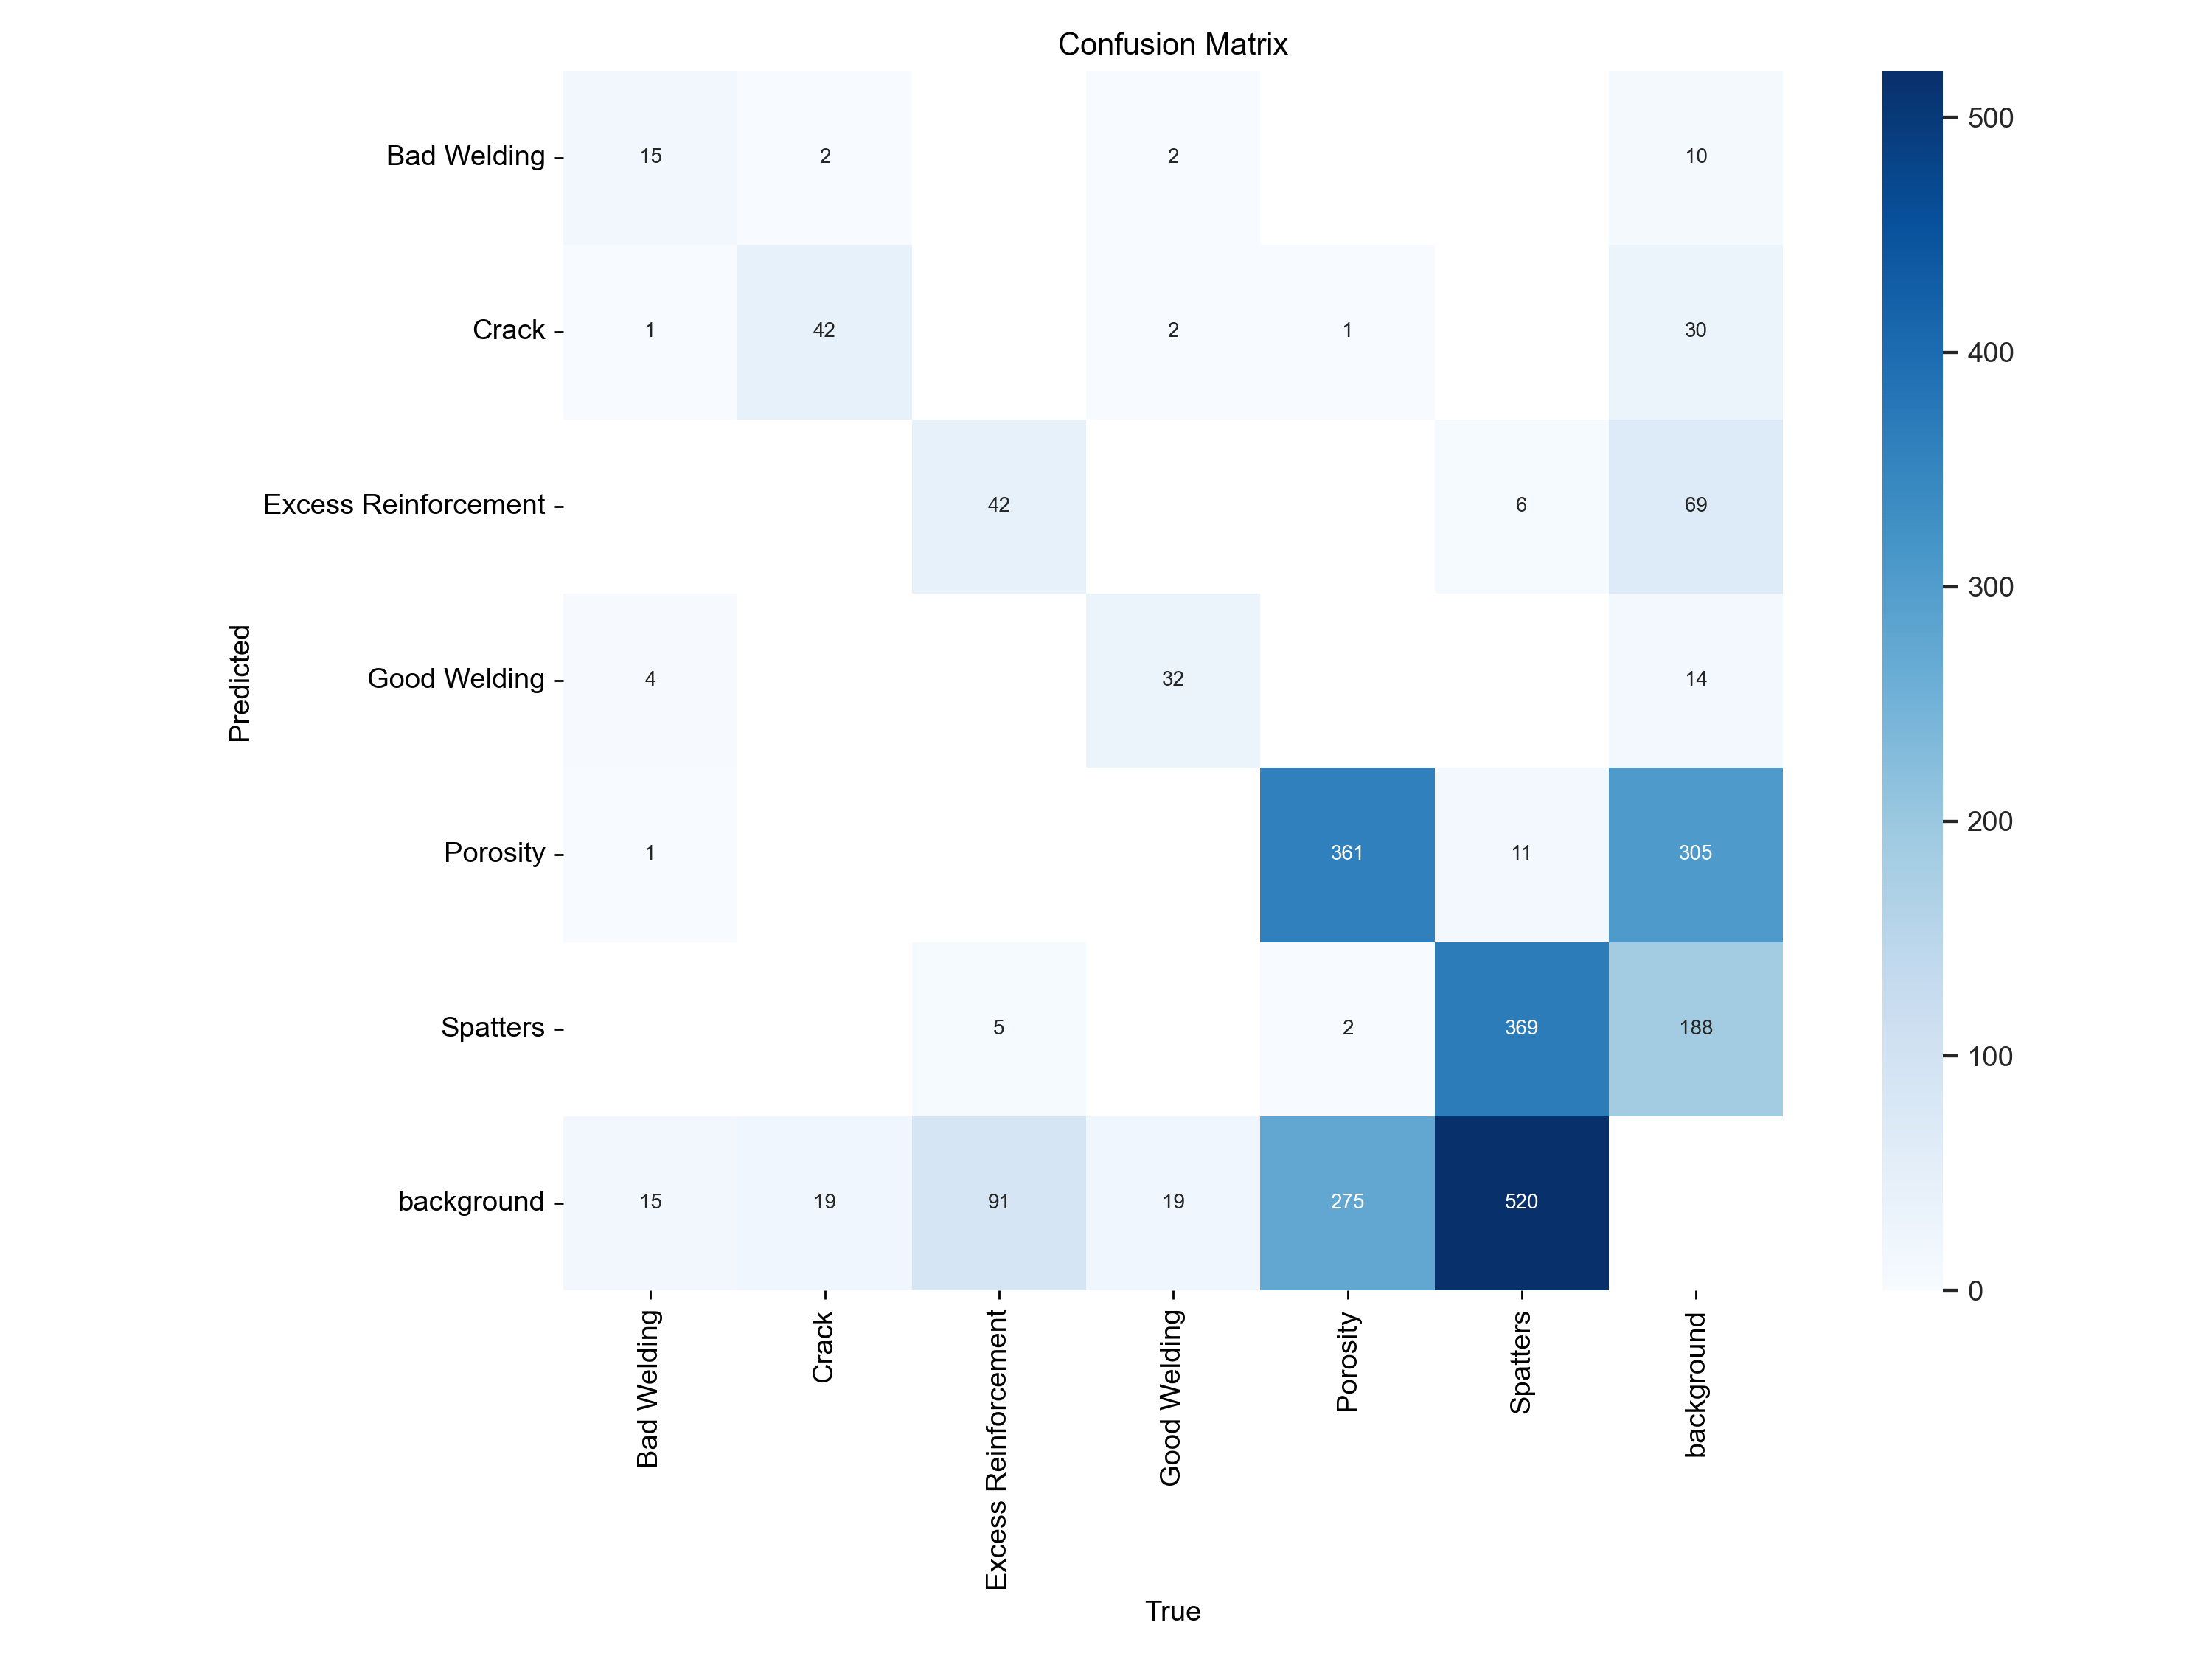 Confusion Matrix
Bad Welding 15 2 2 10
Crack 1 42 2 1 30
Excess Reinforcement 42 6 69
Good Welding 4 32 14
Porosity 1 361 11 305
Spatters 5 2 369 188
background 15 19 91 19 275 520
Predicted
Bad Welding
Crack
Excess Reinforcement
Good Welding
Porosity
Spatters
background
True
500
400
300
200
100
0